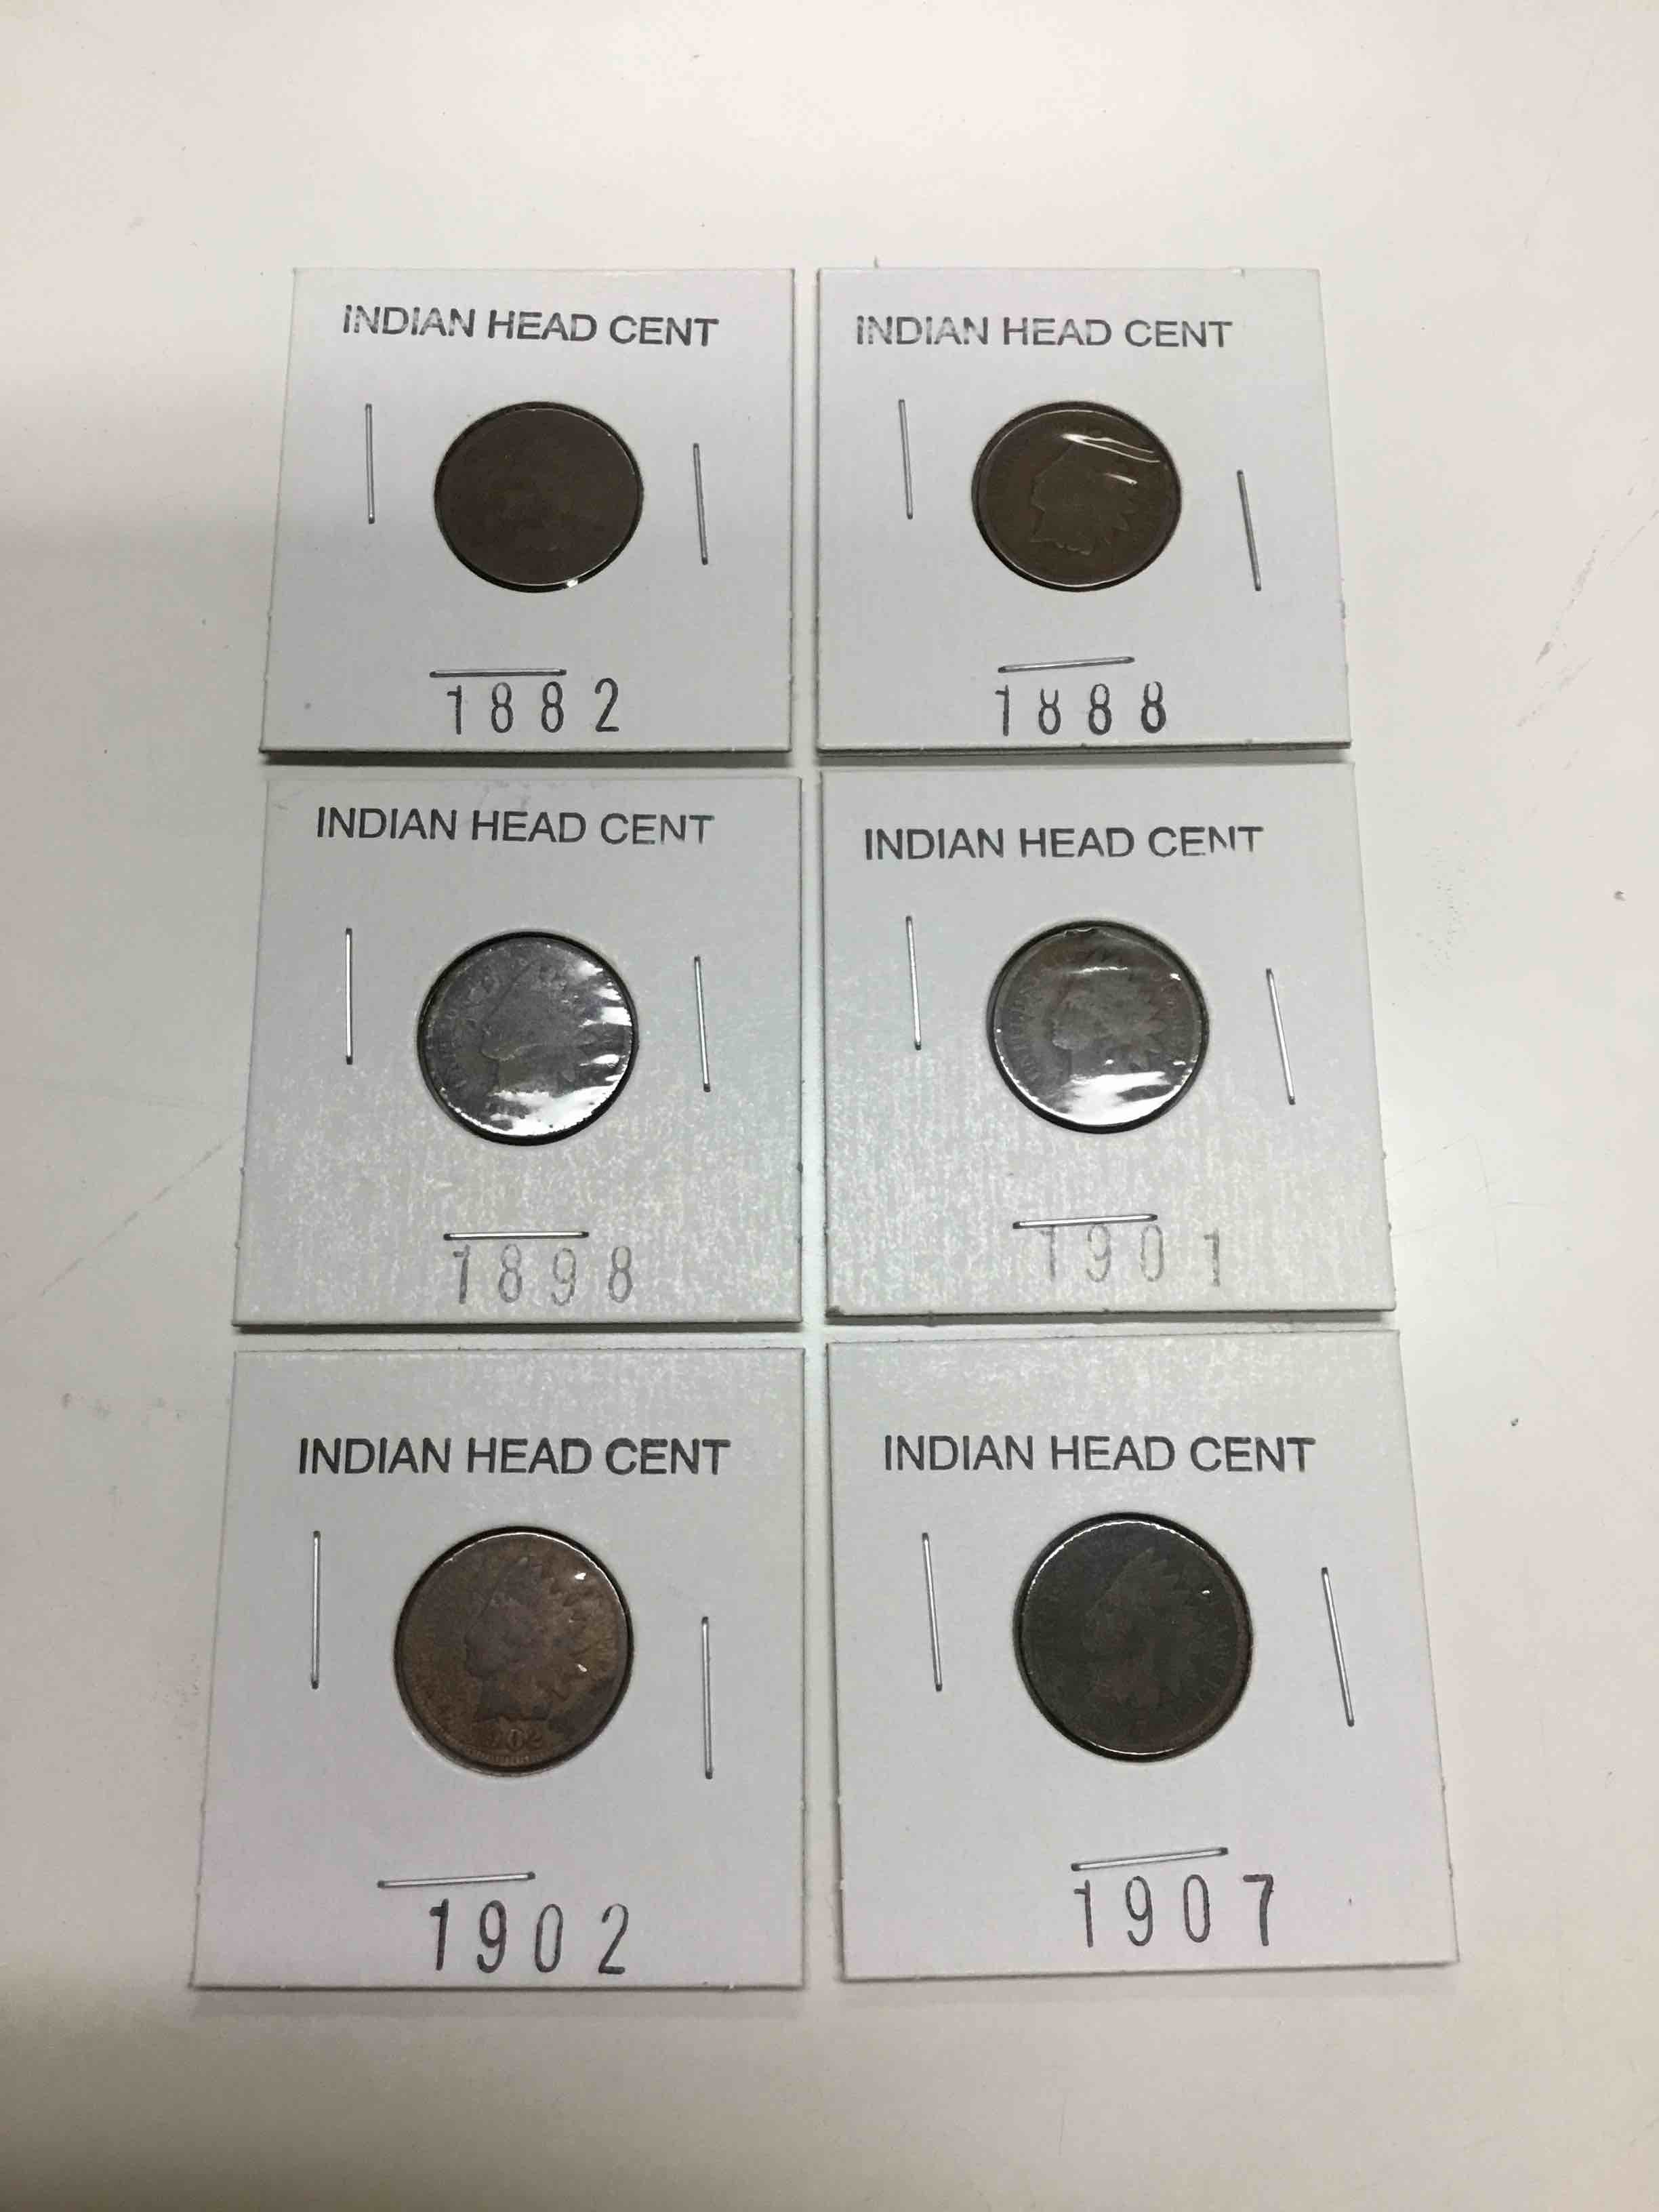 INDIAN HEAD CENT
1882
INDIAN HEAD CENT
1888
INDIAN HEAD CENT
1898
INDIAN HEAD CENT
1901
INDIAN HEAD CENT
1902
INDIAN HEAD CENT
1907